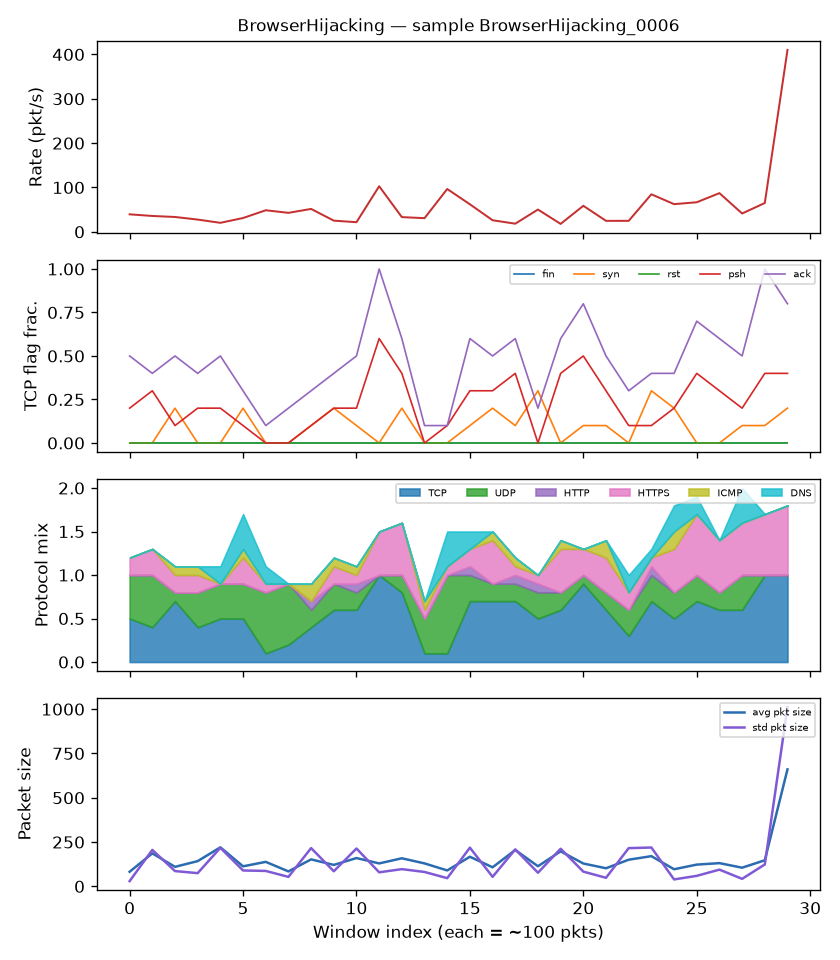 BrowserHijacking — sample BrowserHijacking_0006
Rate (pkt/s)
400
300
200
100
0
TCP flag frac.
1.00
0.75
0.50
0.25
0.00
fin syn rst psh ack
Protocol mix
2.0
1.5
1.0
0.5
0.0
TCP UDP HTTP HTTPS ICMP DNS
Packet size
1000
750
500
250
0
avg pkt size
std pkt size
0 5 10 15 20 25 30
Window index (each = ~100 pkts)